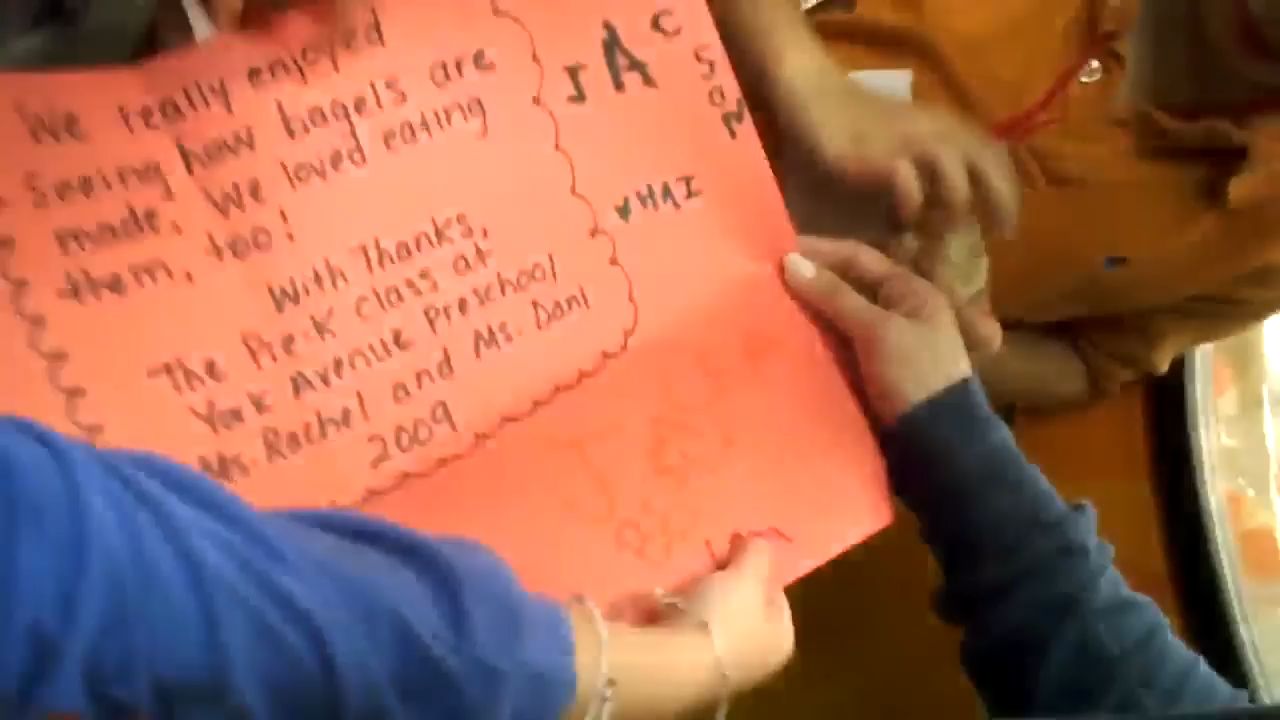 We really enjoyed
Seeing how bagels are
made. We loved eating
them, too!
With Thanks,
The Pre-K class at
York Avenue Preschool
Ms. Rachel and Ms. Dani
2009
JACSON
HAI